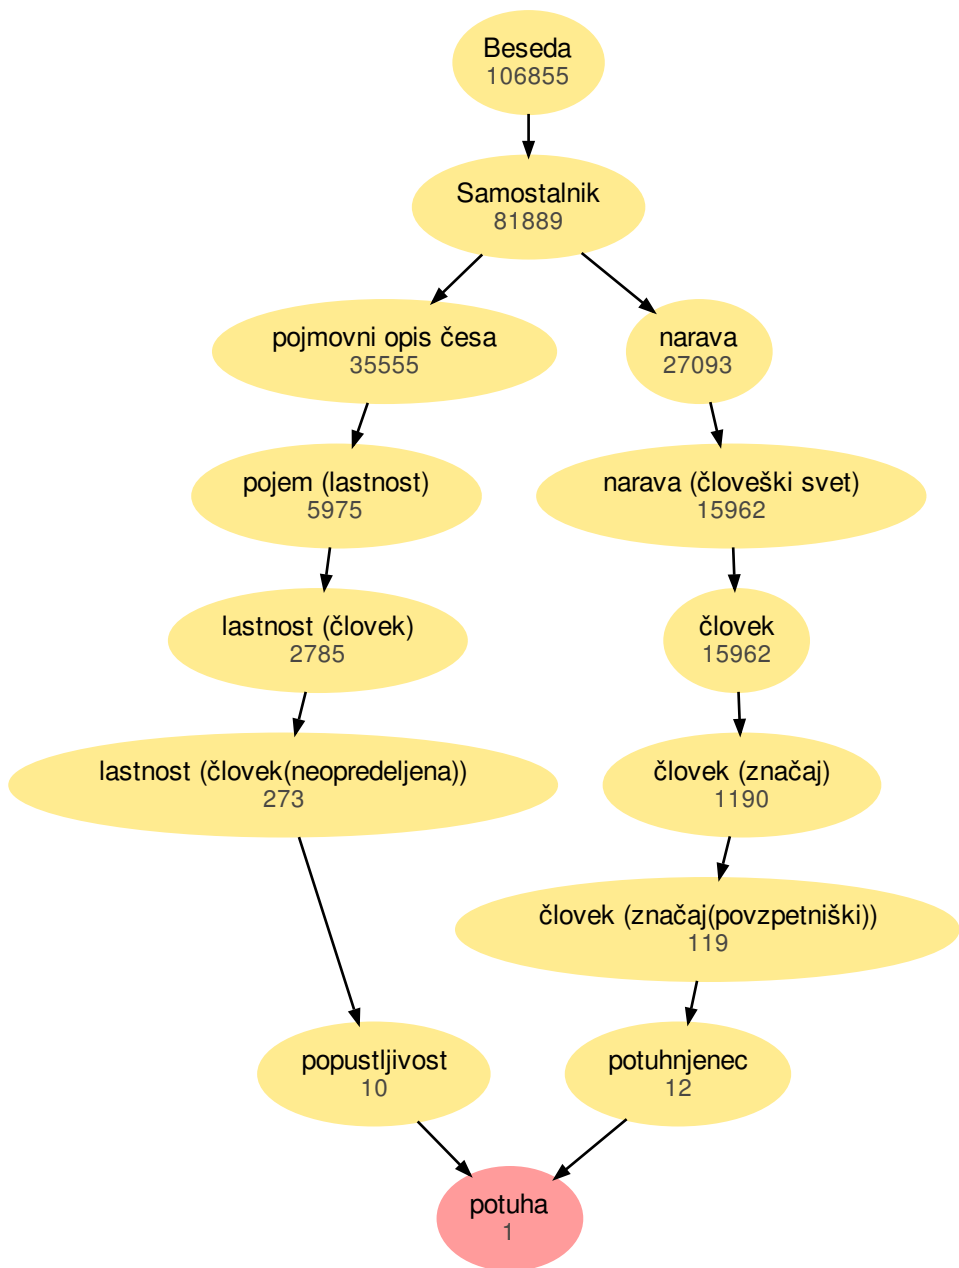 Beseda
106855
Samostalnik
81889
pojmovni opis česa
35555
narava
27093
pojem (lastnost)
5975
narava (človeški svet)
15962
lastnost (človek)
2785
človek
15962
lastnost (človek(neopredeljena))
273
človek (značaj)
1190
človek (značaj(povzpetniški))
119
popustljivost
10
potuhnjenec
12
potuha
1